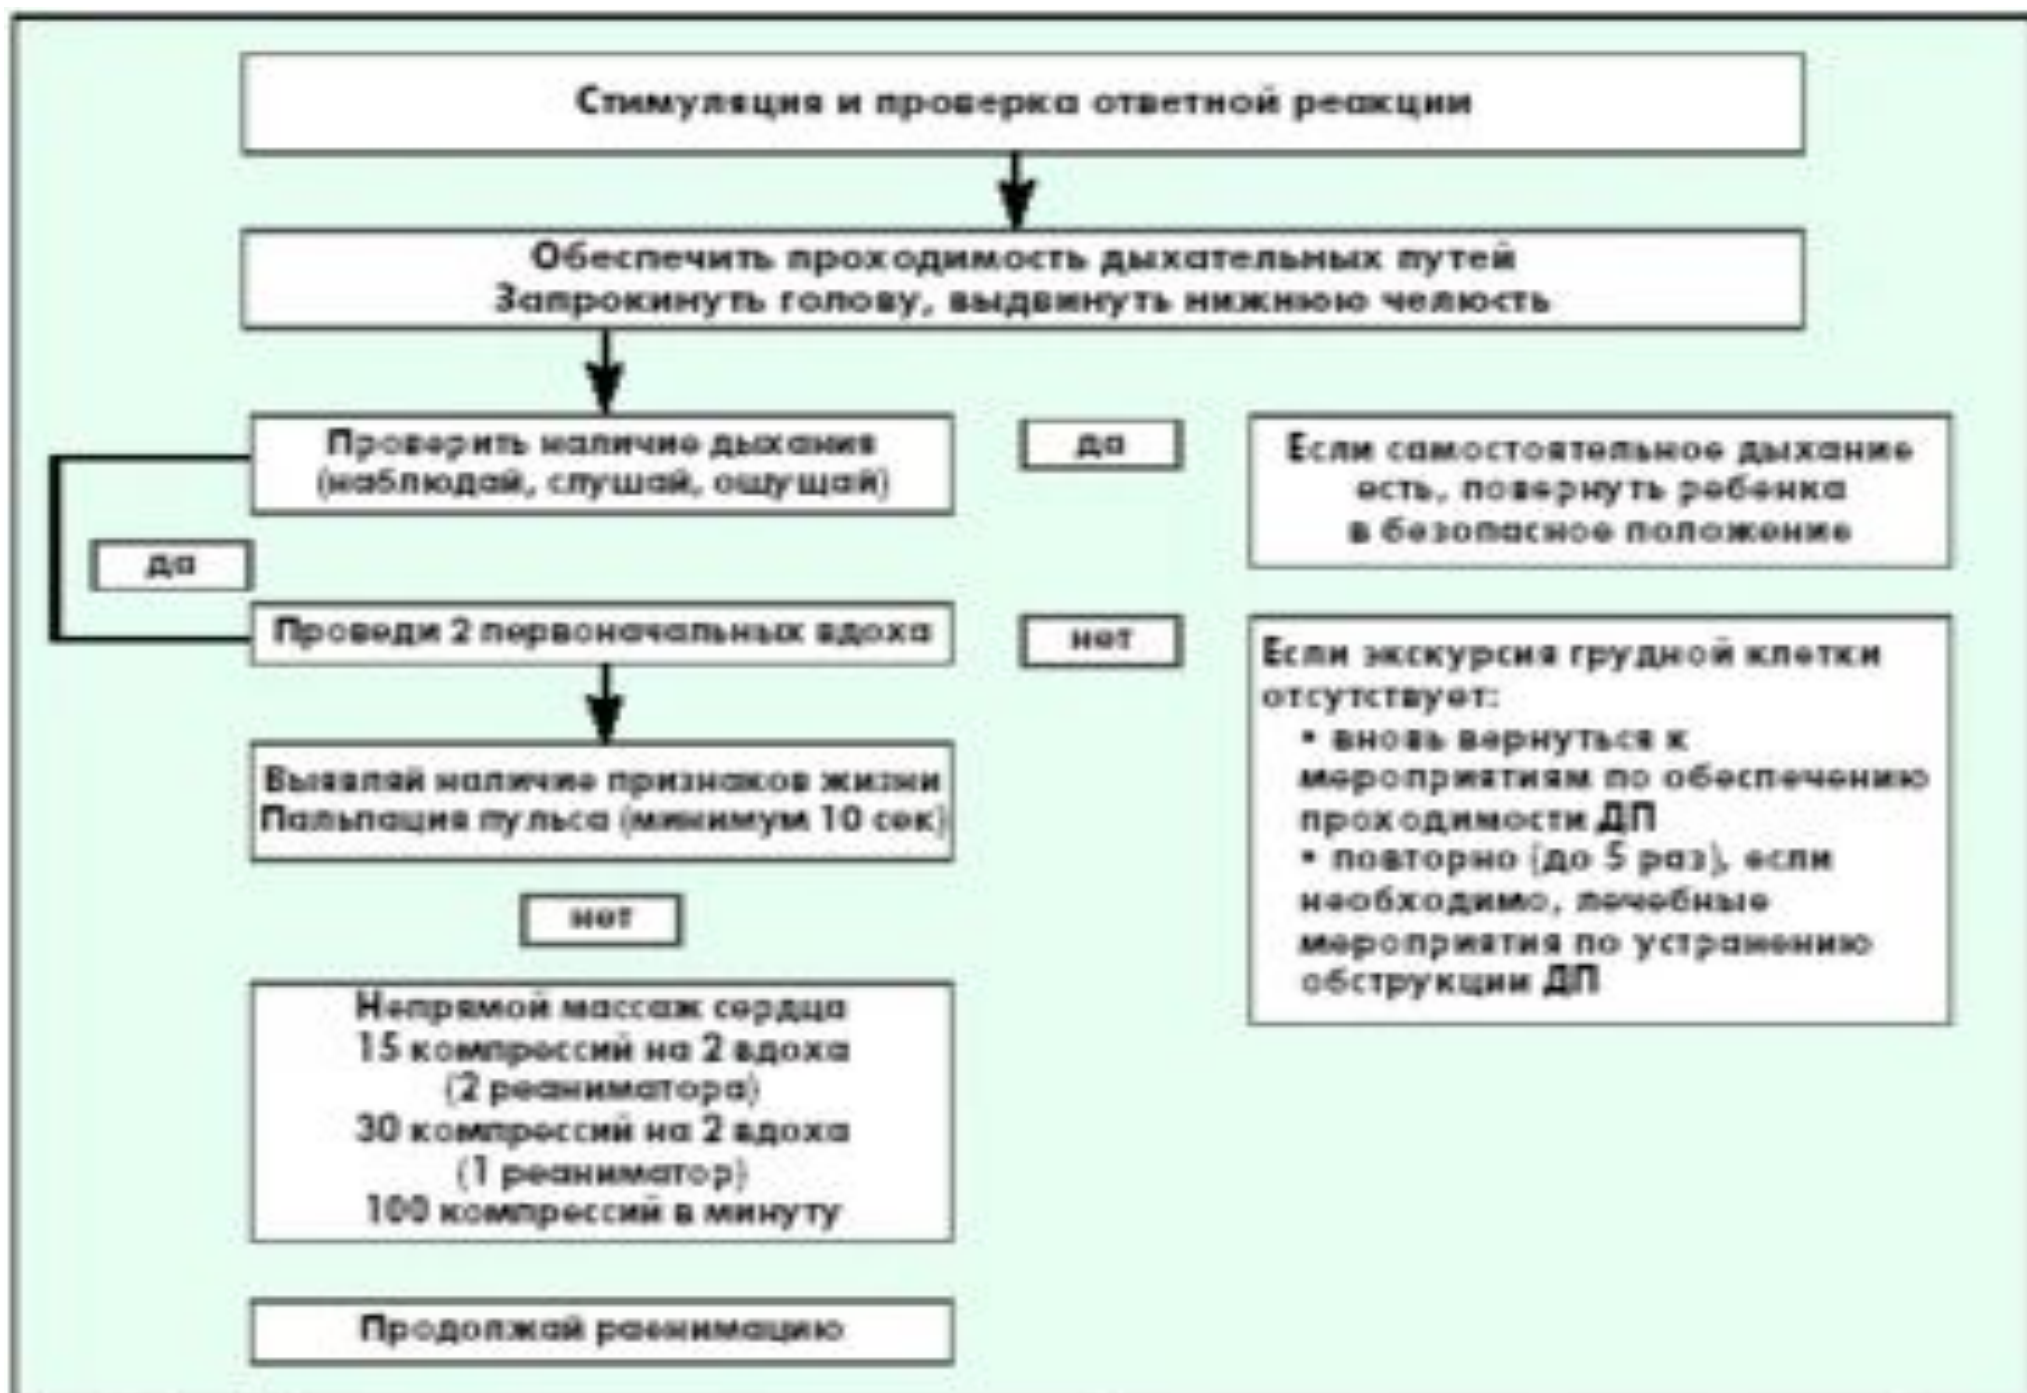 Стимуляция и проверка ответной реакции
Обеспечить проходимость дыхательных путей
Запрокинуть голову, выдвинуть нижнюю челюсть
Проверить наличие дыхания
(наблюдай, слушай, ощущай)
да
Если самостоятельное дыхание
есть, повернуть ребенка
в безопасное положение
да
Проведи 2 первоначальных вдоха
нет
Если экскурсия грудной клетки
отсутствует:
• вновь вернуться к
мероприятиям по обеспечению
проходимости ДП
• повторно (до 5 раз), если
необходимо, лечебные
мероприятия по устранению
обструкции ДП
Выявляй наличие признаков жизни
Пальпация пульса (минимум 10 сек)
нет
Непрямой массаж сердца
15 компрессий на 2 вдоха
(2 реаниматора)
30 компрессий на 2 вдоха
(1 реаниматор)
100 компрессий в минуту
Продолжай раенимацию